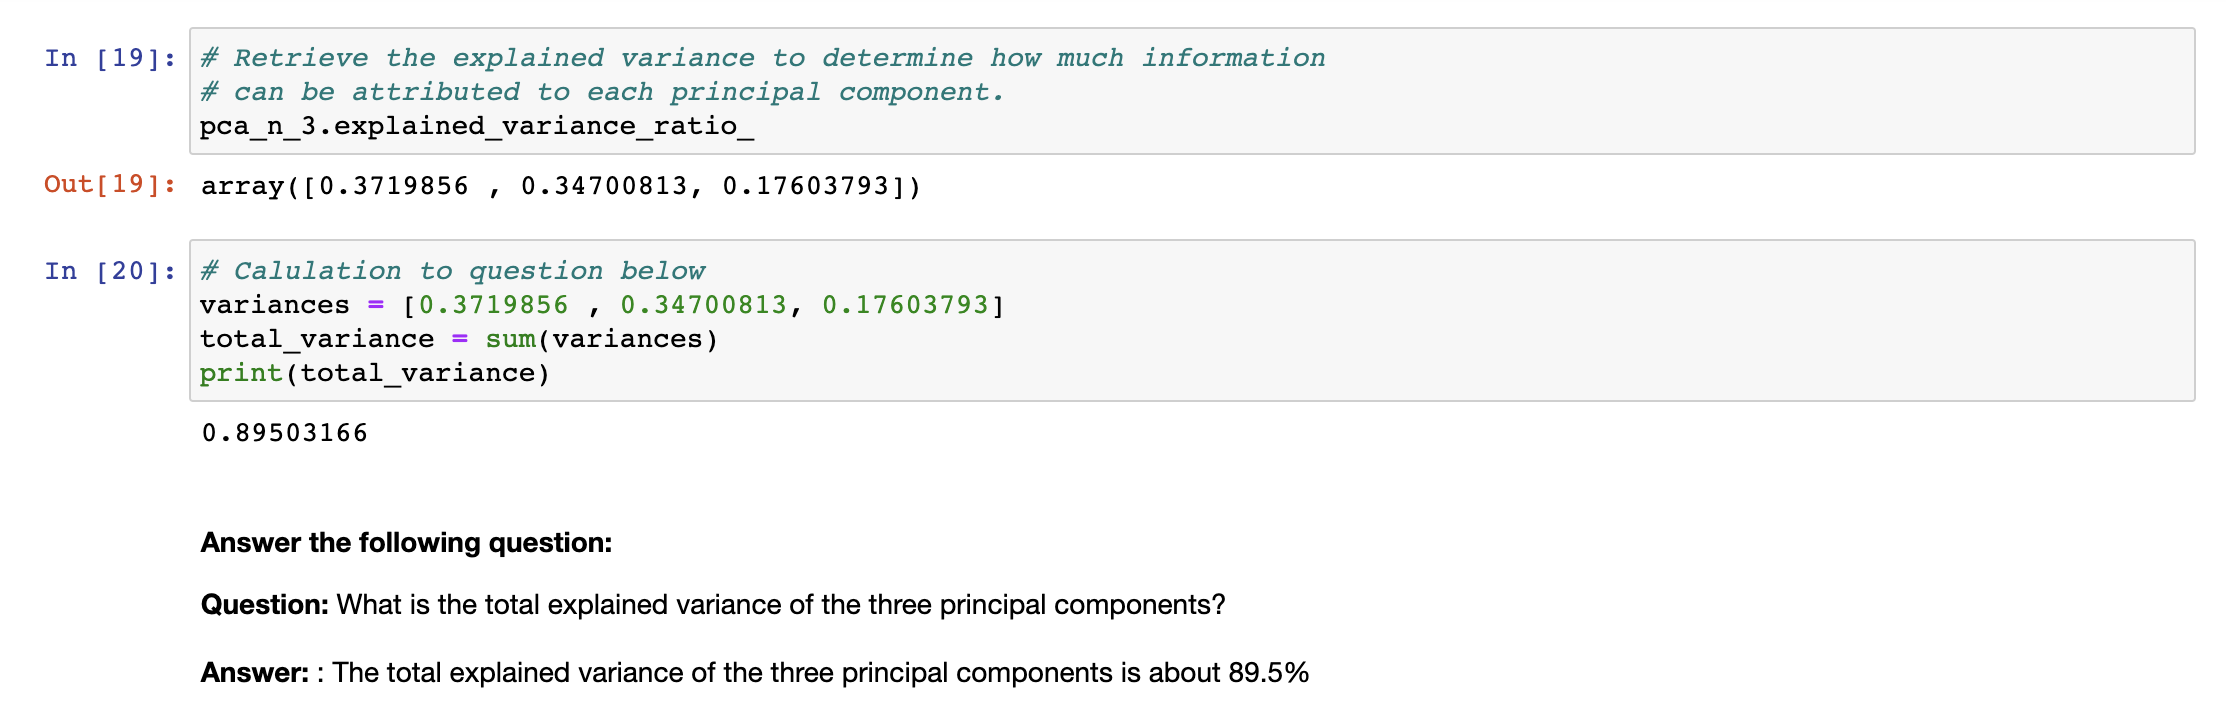 In [19]: # Retrieve the explained variance to determine how much information
# can be attributed to each principal component.
pca_n_3.explained_variance_ratio_
Out[19]: array([0.3719856 , 0.34700813, 0.17603793])
In [20]: # Calulation to question below
variances = [0.3719856 , 0.34700813, 0.17603793]
total_variance = sum(variances)
print(total_variance)
0.89503166
Answer the following question:
Question: What is the total explained variance of the three principal components?
Answer: : The total explained variance of the three principal components is about 89.5%